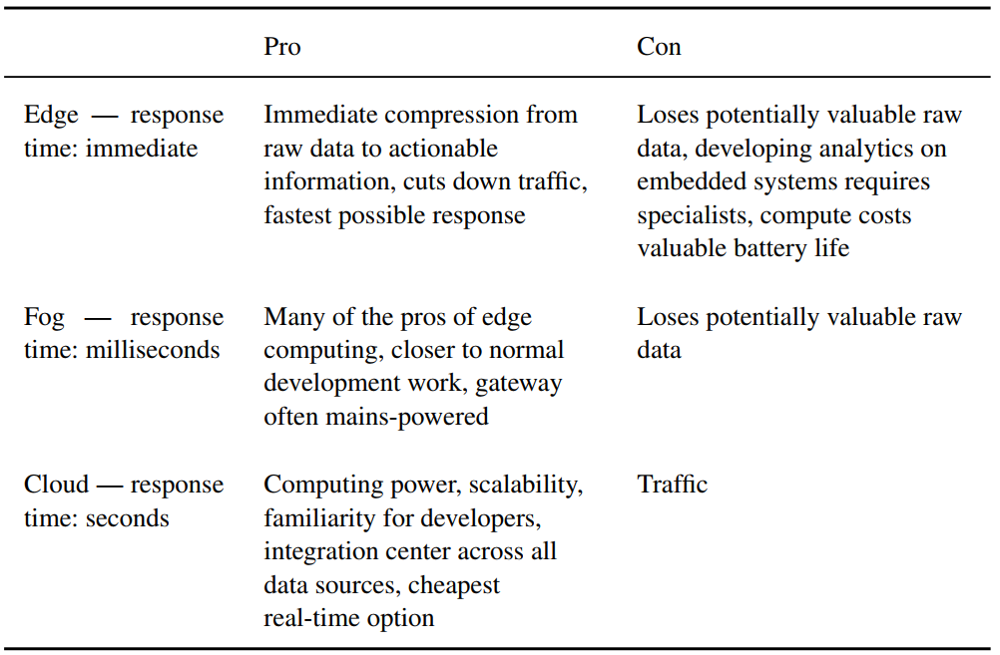 Pro
Con
Edge — response
time: immediate
Immediate compression from
raw data to actionable
information, cuts down traffic,
fastest possible response
Loses potentially valuable raw
data, developing analytics on
embedded systems requires
specialists, compute costs
valuable battery life
Fog — response
time: milliseconds
Many of the pros of edge
computing, closer to normal
development work, gateway
often mains-powered
Loses potentially valuable raw
data
Cloud — response
time: seconds
Computing power, scalability,
familiarity for developers,
integration center across all
data sources, cheapest
real-time option
Traffic